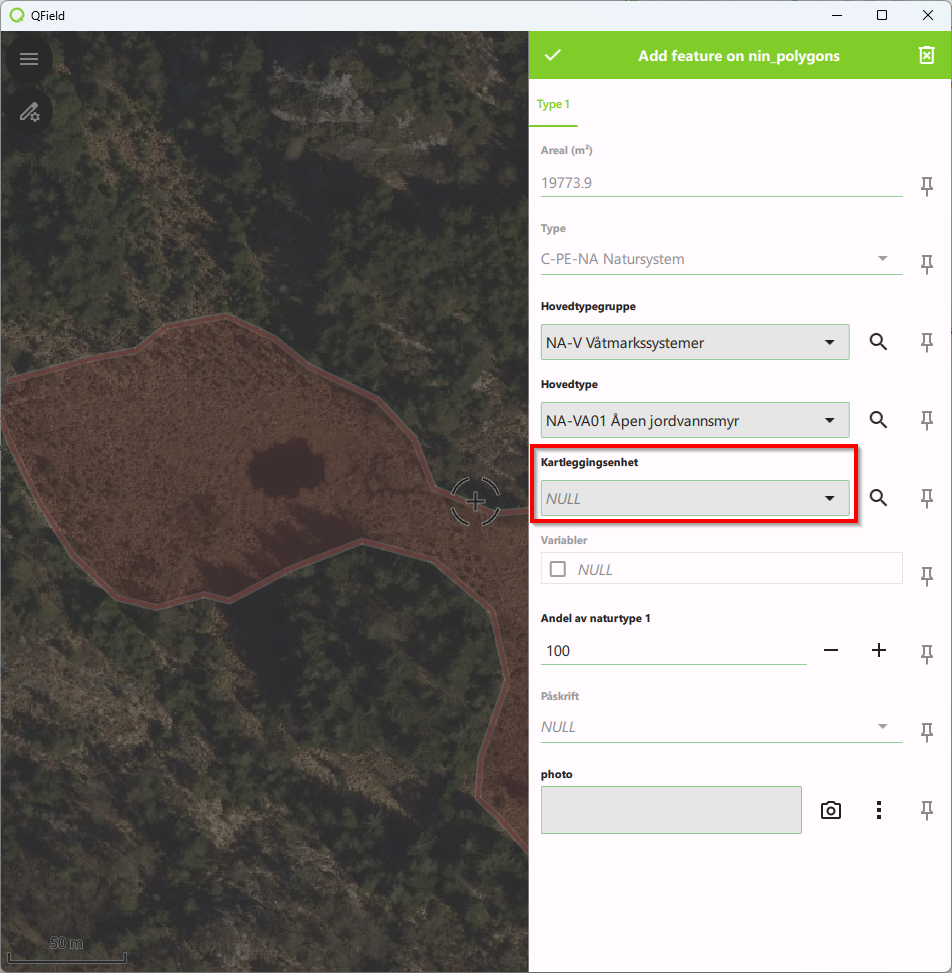 QField
Add feature on nin_polygons
Type 1
Areal (m²)
19773.9
Type
C-PE-NA Natursystem
Hovedtypegruppe
NA-V Våtmarkssystemer
Hovedtype
NA-VA01 Åpen jordvannsmyr
Kartleggingsenhet
NULL
Variabler
NULL
Andel av naturtype 1
100
Påskrift
NULL
photo
50 m